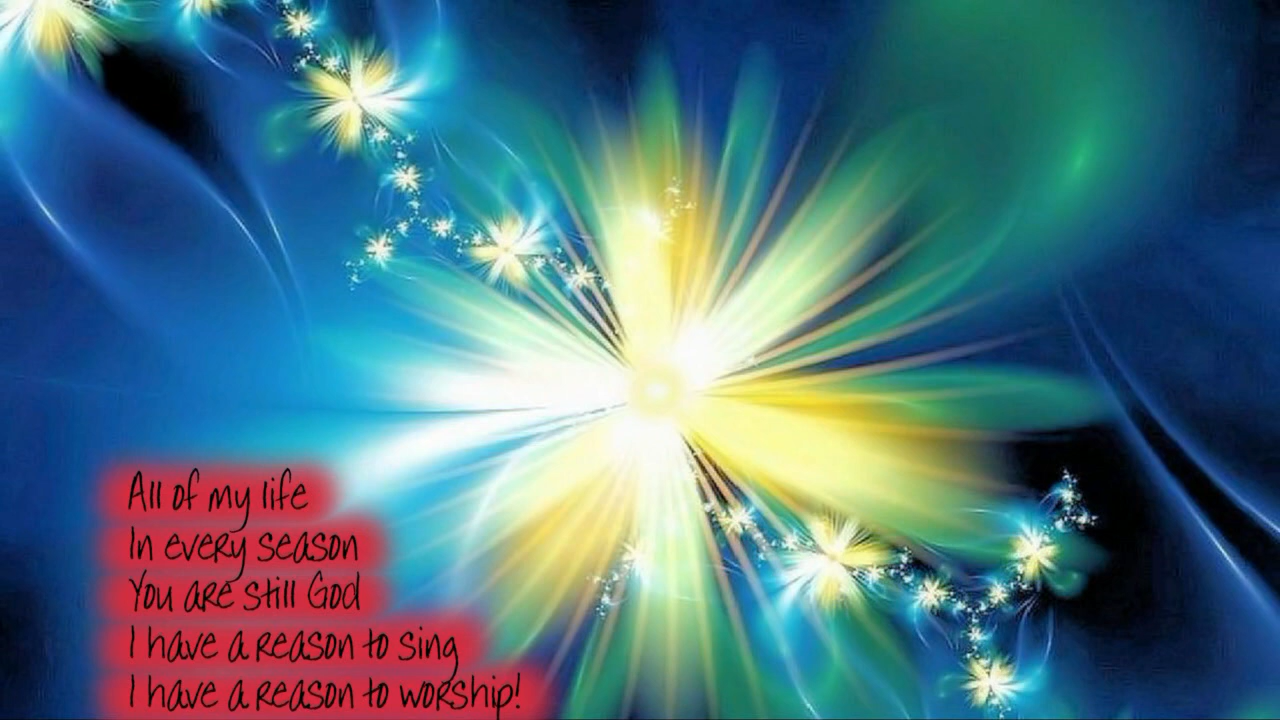 All of my life
In every season
You are still God
I have a reason to sing
I have a reason to worship!